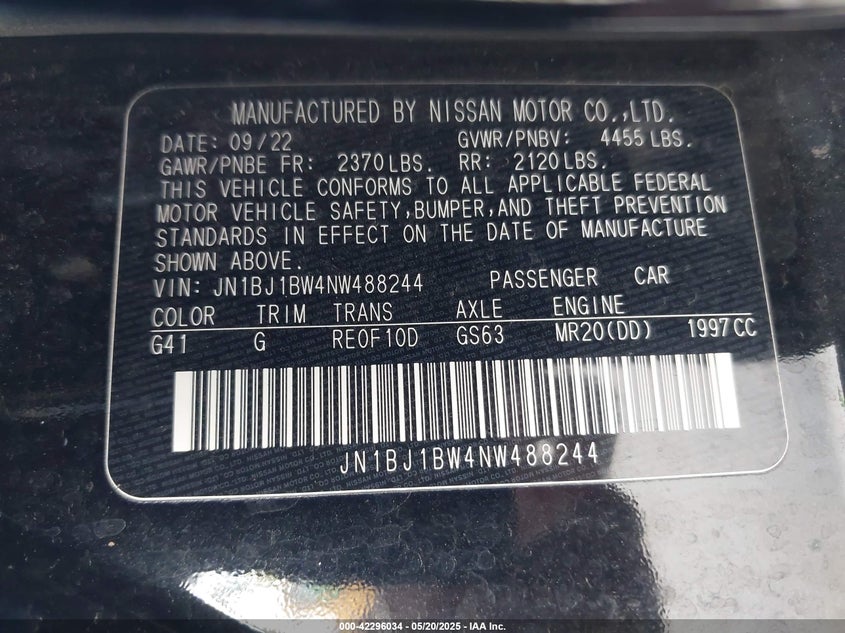 MANUFACTURED BY NISSAN MOTOR CO.,LTD.
DATE: 09/22 GVWR/PNBV: 4455 LBS.
GAWR/PNBE FR: 2370 LBS. RR: 2120 LBS.
THIS VEHICLE CONFORMS TO ALL APPLICABLE FEDERAL
MOTOR VEHICLE SAFETY,BUMPER,AND THEFT PREVENTION
STANDARDS IN EFFECT ON THE DATE OF MANUFACTURE
SHOWN ABOVE.
VIN: JN1BJ1BW4NW488244 PASSENGER CAR
COLOR TRIM TRANS AXLE ENGINE
G41 G RE0F10D GS63 MR20(DD) 1997CC
JN1BJ1BW4NW488244
000-42296034 - 05/20/2025 - IAA Inc.